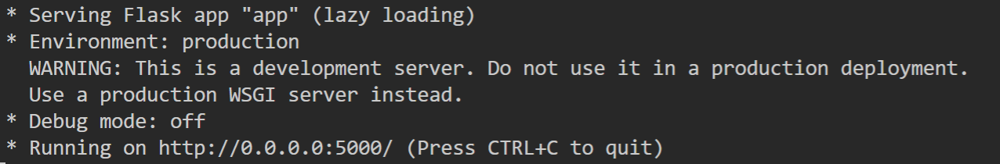 * Serving Flask app "app" (lazy loading)
* Environment: production
WARNING: This is a development server. Do not use it in a production deployment.
Use a production WSGI server instead.
* Debug mode: off
* Running on http://0.0.0.0:5000/ (Press CTRL+C to quit)